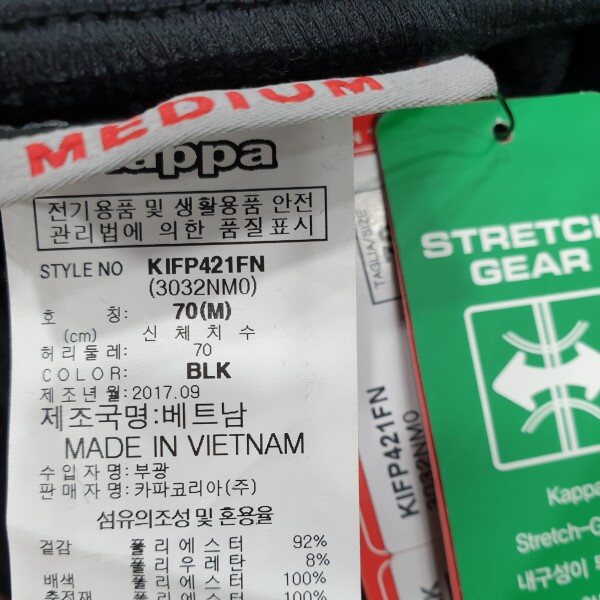 MEDIUM
Kappa
전기용품 및 생활용품 안전
관리법에 의한 품질표시
STYLE NO KIFP421FN
(3032NM0)
호 칭: 70(M)
(cm) 신 체 치 수
허리둘레: 70
COLOR: BLK
제조년월: 2017.09
제조국명:베트남
MADE IN VIETNAM
수입자명: 부광
판매자명: 카파코리아(주)
섬유의조성 및 혼용율
겉감 폴리에스터 92%
폴리우레탄 8%
배색 폴리에스터 100%
충전재 폴리에스터 100%
TAGLIA/SIZE
KIFP421FN
3032NM0
BLK
STRETCH
GEAR
Kappa
Stretch-G
내구성이